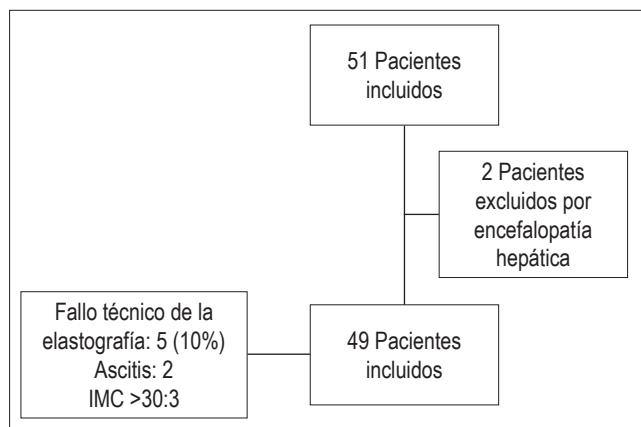 51 Pacientes
incluidos
2 Pacientes
excluidos por
encefalopatía
hepática
Fallo técnico de la
elastografía: 5 (10%)
Ascitis: 2
IMC >30:3
49 Pacientes
incluidos